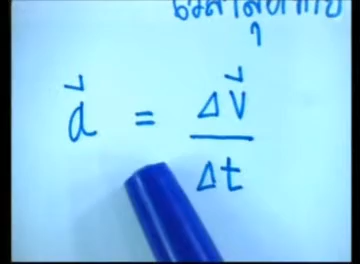 a⃗ = Δv⃗ / Δt